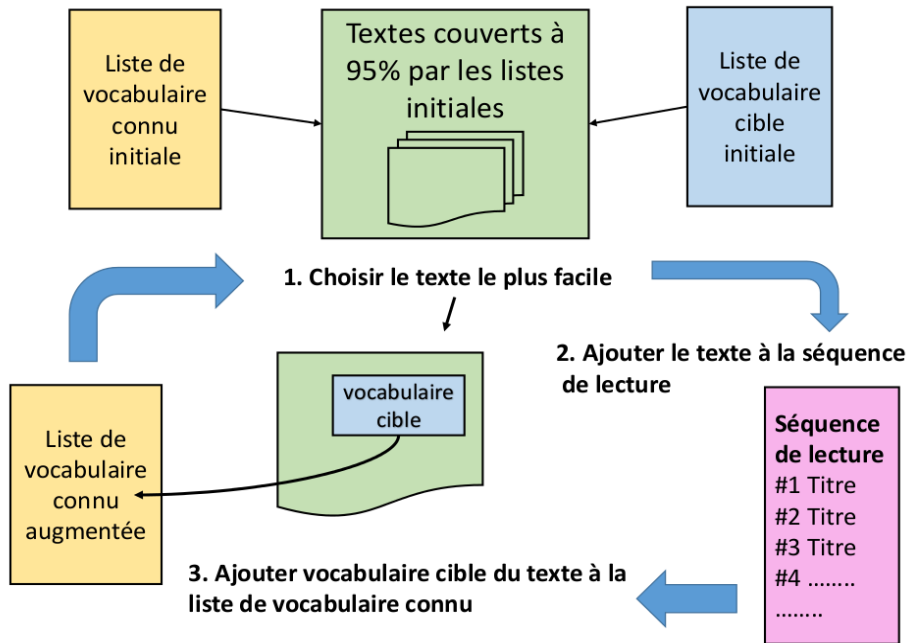 Liste de
vocabulaire
connu
initiale
Textes couverts à
95% par les listes
initiales
Liste de
vocabulaire
cible
initiale
1. Choisir le texte le plus facile
2. Ajouter le texte à la séquence
de lecture
vocabulaire
cible
Liste de
vocabulaire
connu
augmentée
Séquence
de lecture
#1 Titre
#2 Titre
#3 Titre
#4 ........
........
3. Ajouter vocabulaire cible du texte à la
liste de vocabulaire connu